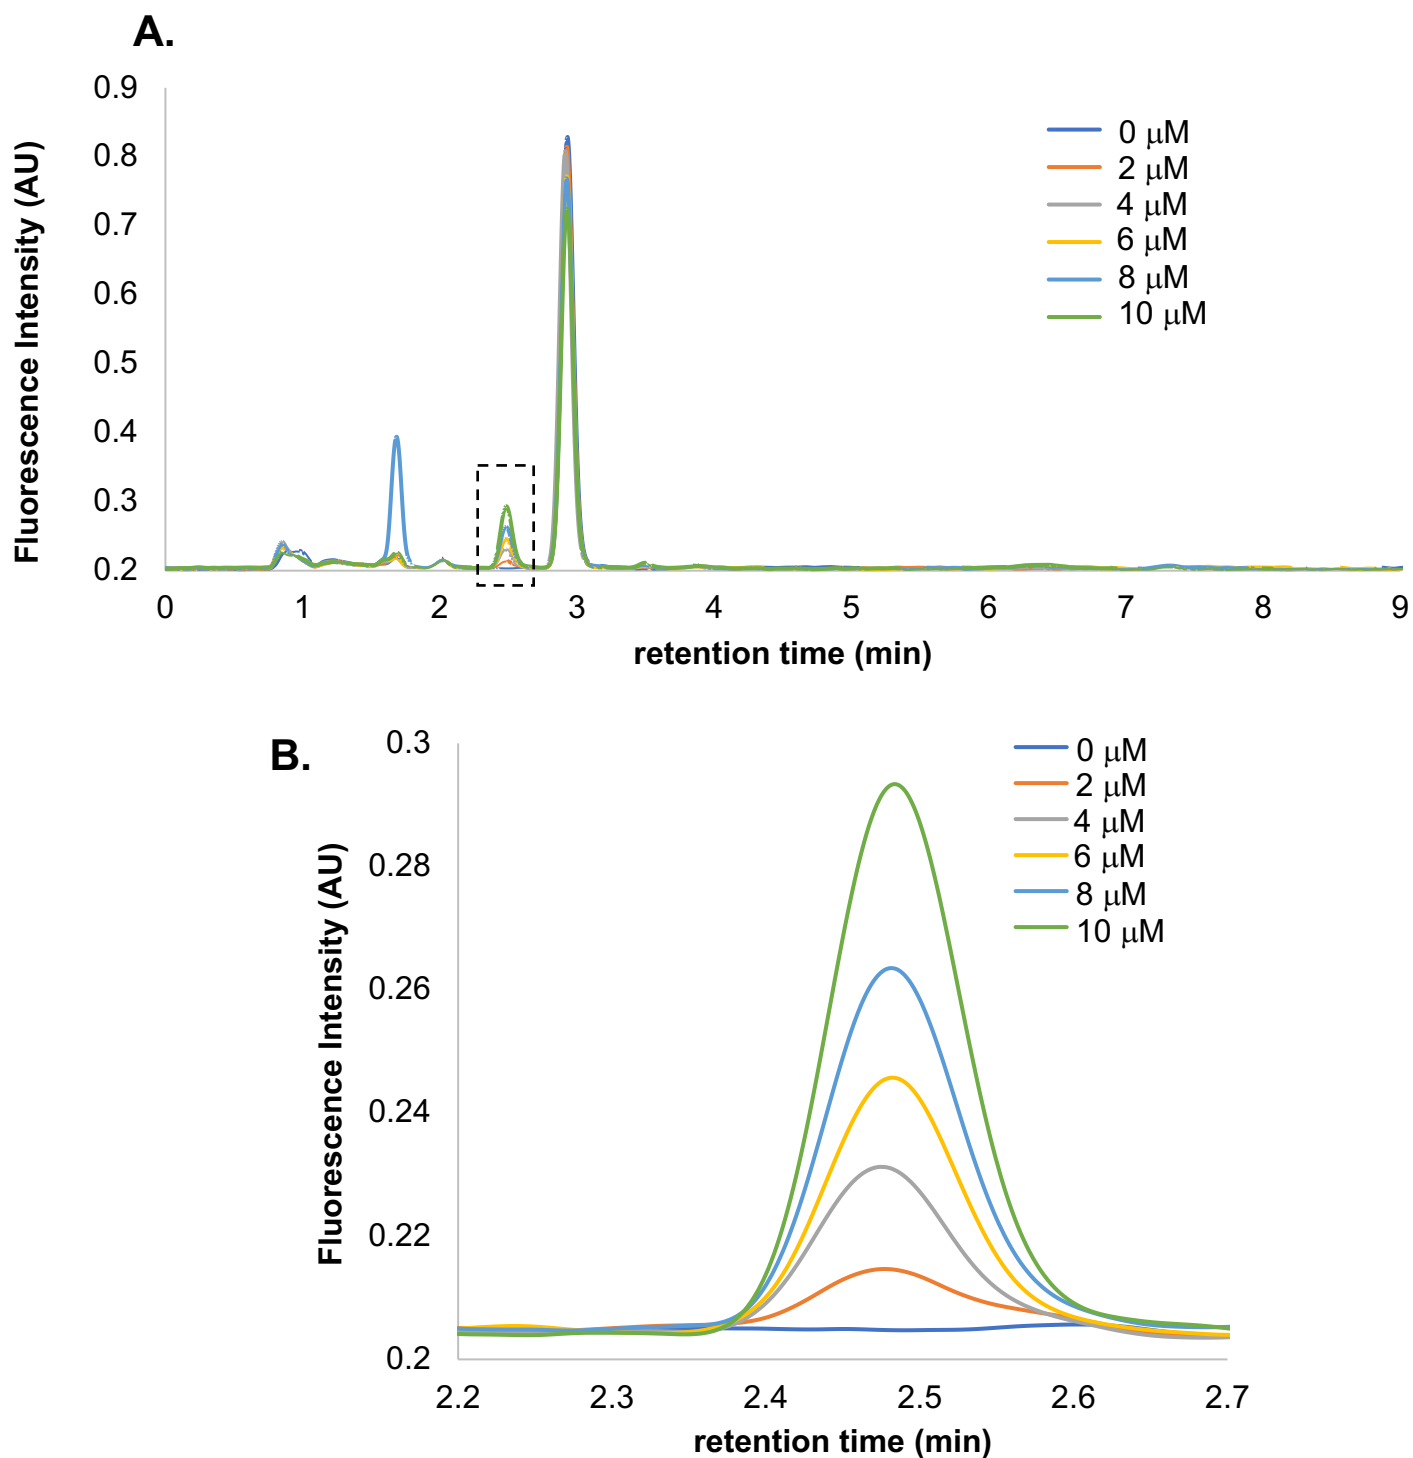 A.
Fluorescence Intensity (AU)
0.9
0.8
0.7
0.6
0.5
0.4
0.3
0.2
0 1 2 3 4 5 6 7 8 9
retention time (min)
0 μM
2 μM
4 μM
6 μM
8 μM
10 μM
B.
Fluorescence Intensity (AU)
0.3
0.28
0.26
0.24
0.22
0.2
2.2 2.3 2.4 2.5 2.6 2.7
retention time (min)
0 μM
2 μM
4 μM
6 μM
8 μM
10 μM